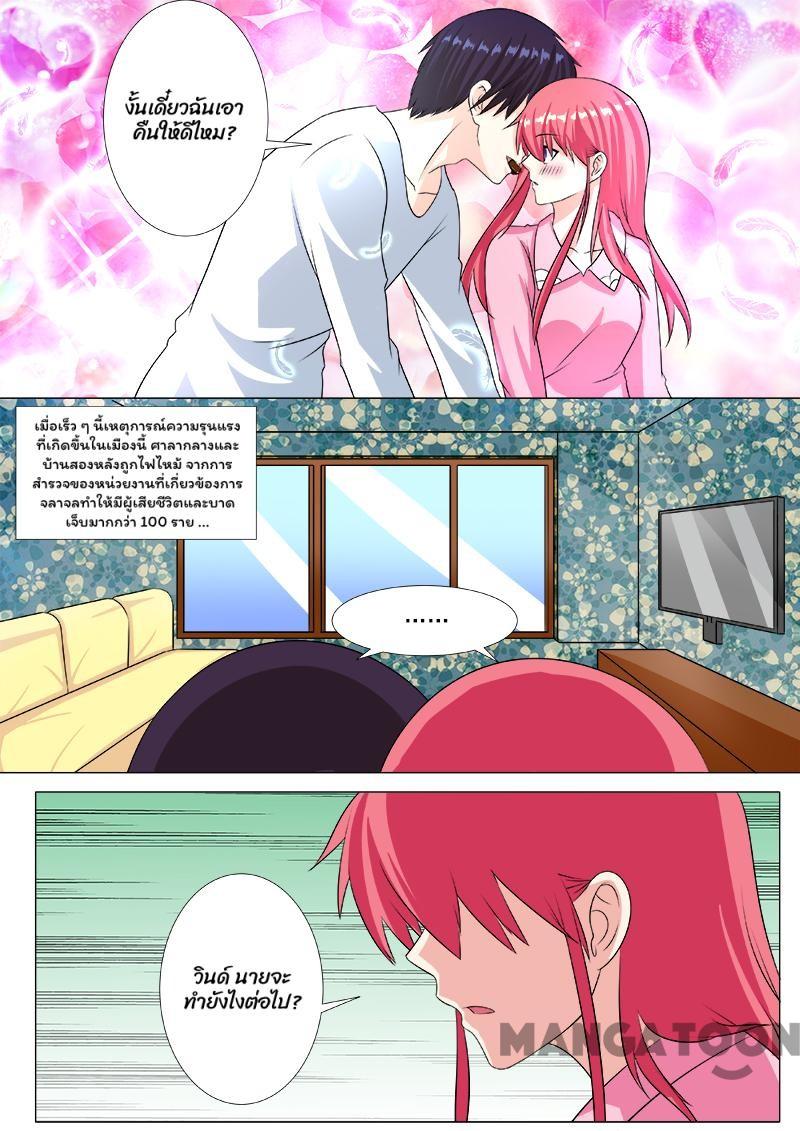 งั้นเดี๋ยวฉันเอา
คืนให้ดีไหม?
เมื่อเร็ว ๆ นี้เหตุการณ์ความรุนแรง
ที่เกิดขึ้นในเมืองนี้ ศาลากลางและ
บ้านสองหลังถูกไฟไหม้ จากการ
สำรวจของหน่วยงานที่เกี่ยวข้องการ
จลาจลทำให้มีผู้เสียชีวิตและบาด
เจ็บมากกว่า 100 ราย ...
......
วินด์ นายจะ
ทำยังไงต่อไป?
MANGATOON